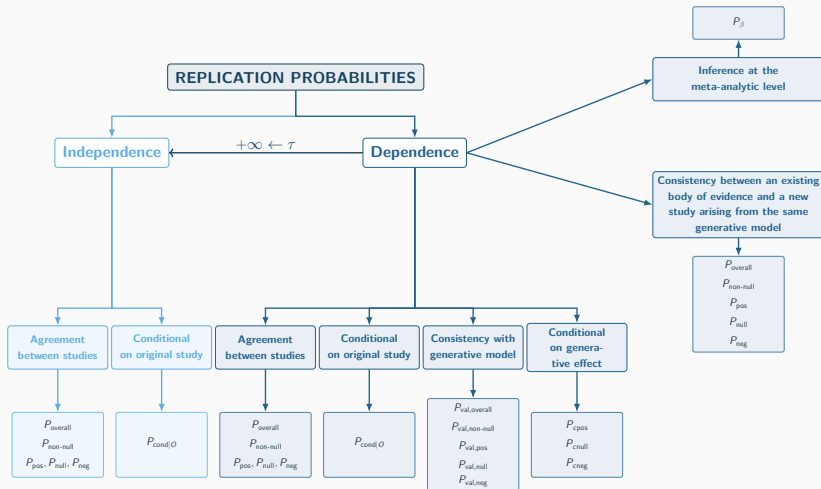 P_β
Inference at the
meta-analytic level
REPLICATION PROBABILITIES
Independence
+∞ ← τ
Dependence
Consistency between an existing
body of evidence and a new
study arising from the same
generative model
P_overall
P_non-null
P_pos
P_null
P_neg
Agreement
between studies
Conditional
on original study
Agreement
between studies
Conditional
on original study
Consistency with
generative model
Conditional
on genera-
tive effect
P_overall
P_non-null
P_pos, P_null, P_neg
P_cond|O
P_overall
P_non-null
P_pos, P_null, P_neg
P_cond|O
P_val,overall
P_val,non-null
P_val,pos
P_val,null
P_val,neg
P_cpos
P_cnull
P_cneg